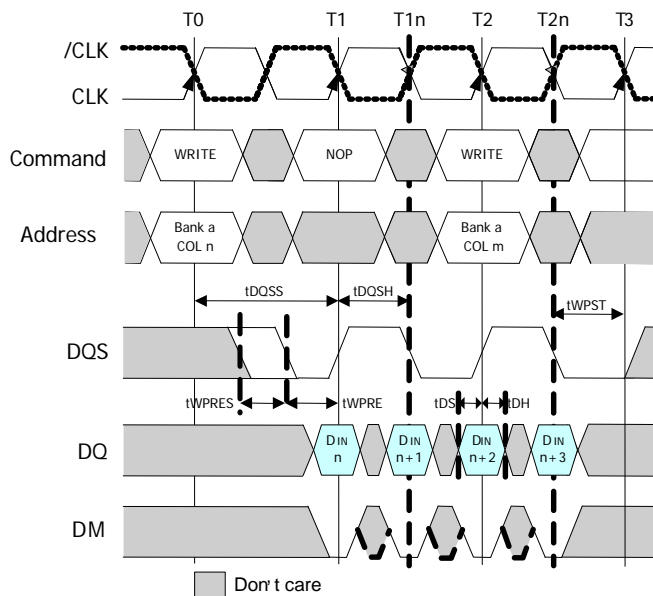 T0 T1 T1n T2 T2n T3
/CLK
CLK
Command WRITE NOP WRITE
Address Bank a COL n Bank a COL m
tDQSS tDQSH tWPST
DQS
tWPRES tWPRE tDS tDH
DQ DIN n DIN n+1 DIN n+2 DIN n+3
DM
Don't care